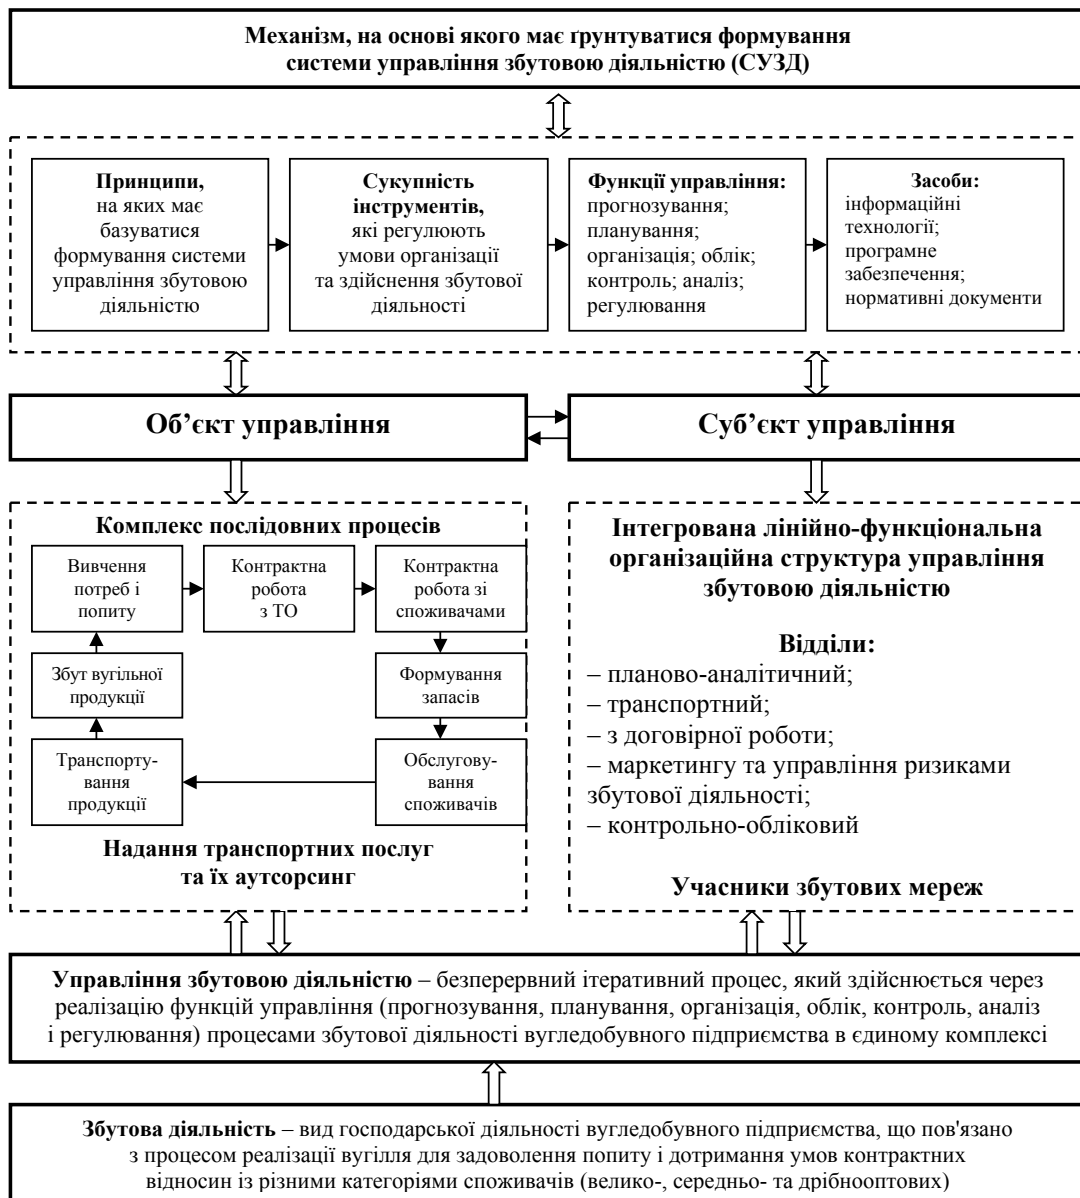 Механізм, на основі якого має ґрунтуватися формування
системи управління збутовою діяльністю (СУЗД)
Принципи,
на яких має
базуватися
формування системи
управління збутовою
діяльністю
Сукупність
інструментів,
які регулюють
умови організації
та здійснення збутової
діяльності
Функції управління:
прогнозування;
планування;
організація; облік;
контроль; аналіз;
регулювання
Засоби:
інформаційні
технології;
програмне
забезпечення;
нормативні документи
Об’єкт управління
Суб’єкт управління
Комплекс послідовних процесів
Вивчення
потреб і
попиту
Контрактна
робота
з ТО
Контрактна
робота зі
споживачами
Збут вугільної
продукції
Формування
запасів
Транспорту-
вання
продукції
Обслугову-
вання
споживачів
Надання транспортних послуг
та їх аутсорсинг
Інтегрована лінійно-функціональна
організаційна структура управління
збутовою діяльністю
Відділи:
– планово-аналітичний;
– транспортний;
– з договірної роботи;
– маркетингу та управління ризиками
збутової діяльності;
– контрольно-обліковий
Учасники збутових мереж
Управління збутовою діяльністю – безперервний ітеративний процес, який здійснюється через
реалізацію функцій управління (прогнозування, планування, організація, облік, контроль, аналіз
і регулювання) процесами збутової діяльності вугледобувного підприємства в єдиному комплексі
Збутова діяльність – вид господарської діяльності вугледобувного підприємства, що пов'язано
з процесом реалізації вугілля для задоволення попиту і дотримання умов контрактних
відносин із різними категоріями споживачів (велико-, середньо- та дрібнооптових)